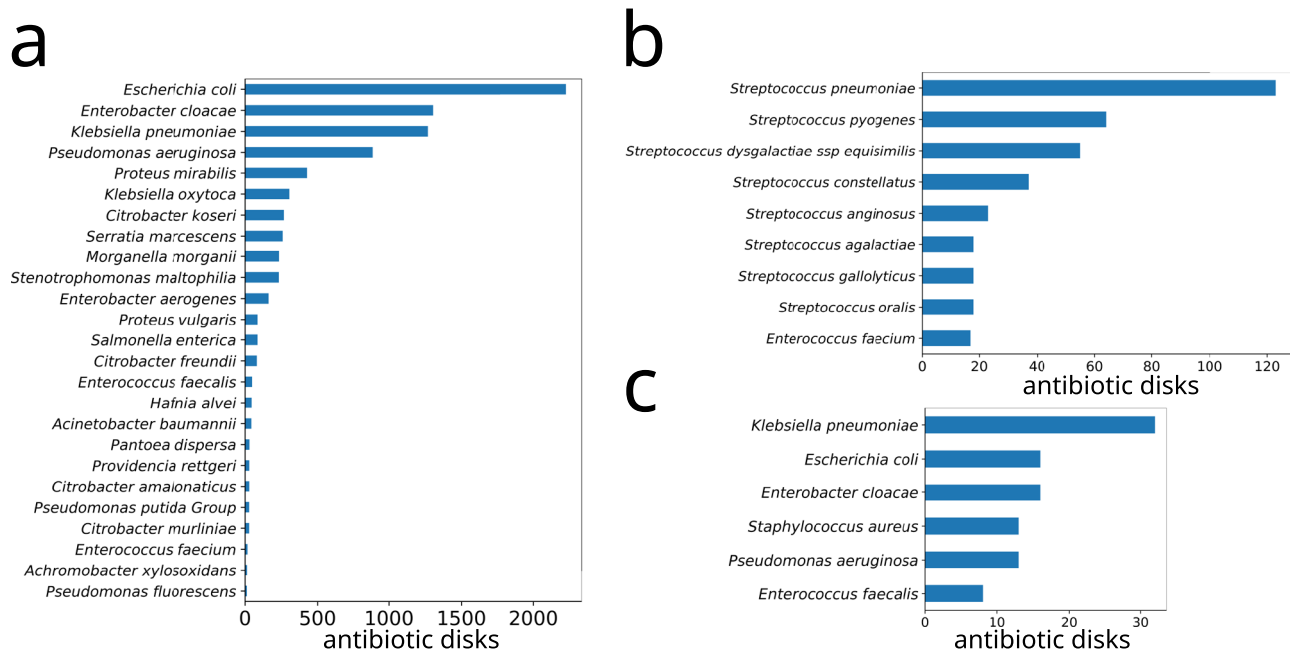 a
Escherichia coli
Enterobacter cloacae
Klebsiella pneumoniae
Pseudomonas aeruginosa
Proteus mirabilis
Klebsiella oxytoca
Citrobacter koseri
Serratia marcescens
Morganella morganii
Stenotrophomonas maltophilia
Enterobacter aerogenes
Proteus vulgaris
Salmonella enterica
Citrobacter freundii
Enterococcus faecalis
Hafnia alvei
Acinetobacter baumannii
Pantoea dispersa
Providencia rettgeri
Citrobacter amalonaticus
Pseudomonas putida Group
Citrobacter murliniae
Enterococcus faecium
Achromobacter xylosoxidans
Pseudomonas fluorescens
0 500 1000 1500 2000
antibiotic disks
b
Streptococcus pneumoniae
Streptococcus pyogenes
Streptococcus dysgalactiae ssp equisimilis
Streptococcus constellatus
Streptococcus anginosus
Streptococcus agalactiae
Streptococcus gallolyticus
Streptococcus oralis
Enterococcus faecium
0 20 40 60 80 100 120
antibiotic disks
c
Klebsiella pneumoniae
Escherichia coli
Enterobacter cloacae
Staphylococcus aureus
Pseudomonas aeruginosa
Enterococcus faecalis
0 10 20 30
antibiotic disks